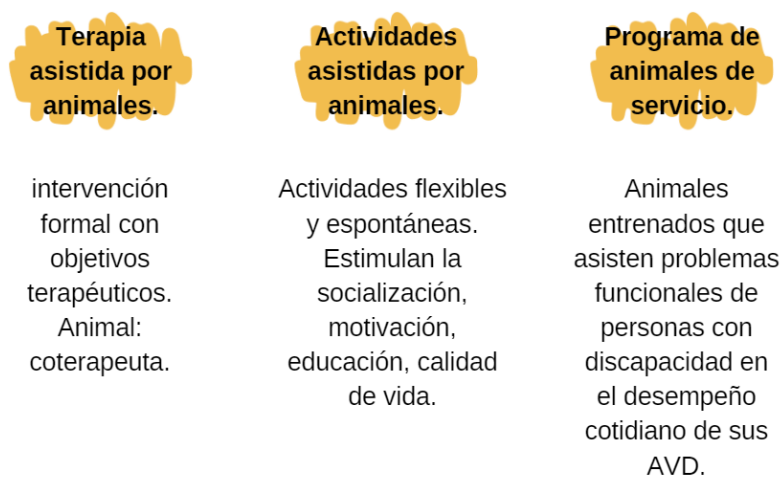 Terapia
asistida por
animales.
intervención
formal con
objetivos
terapéuticos.
Animal:
coterapeuta.
Actividades
asistidas por
animales.
Actividades flexibles
y espontáneas.
Estimulan la
socialización,
motivación,
educación, calidad
de vida.
Programa de
animales de
servicio.
Animales
entrenados que
asisten problemas
funcionales de
personas con
discapacidad en
el desempeño
cotidiano de sus
AVD.